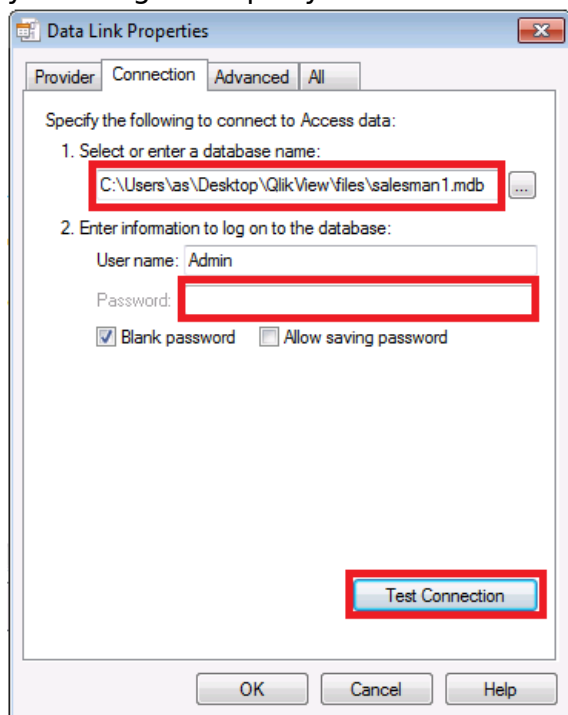 Data Link Properties
Provider Connection Advanced All
Specify the following to connect to Access data:
1. Select or enter a database name:
C:\Users\as\Desktop\QlikView\files\salesman1.mdb ...
2. Enter information to log on to the database:
User name: Admin
Password:
Blank password Allow saving password
Test Connection
OK Cancel Help